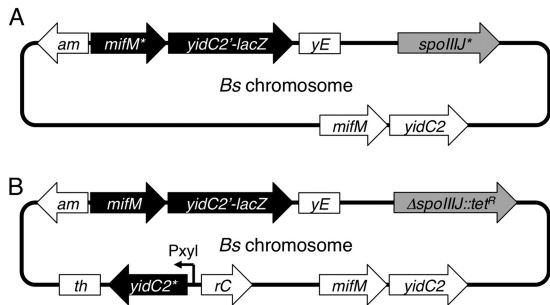 A
am mifM* yidC2'-lacZ yE spoIIIJ*
Bs chromosome
mifM yidC2
B
am mifM yidC2'-lacZ yE ΔspoIIIJ::tetR
Pxyl Bs chromosome
th yidC2* rC mifM yidC2